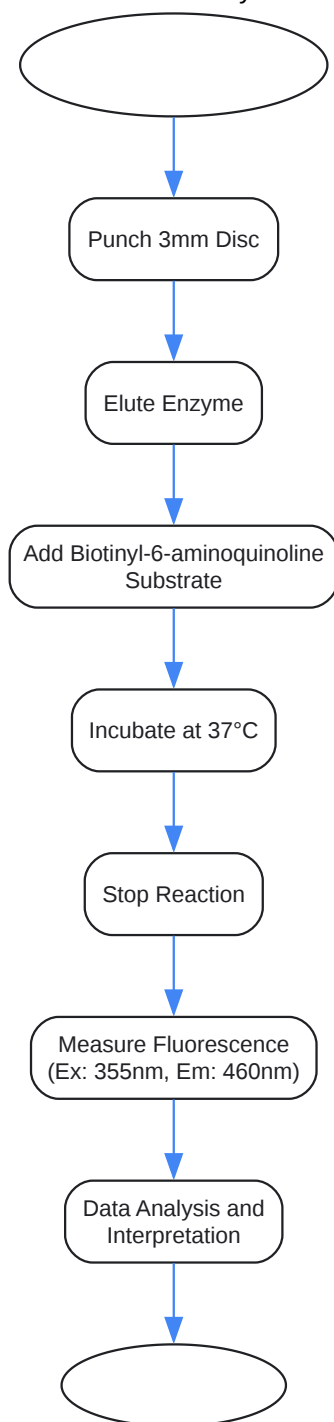 Punch 3mm Disc
Elute Enzyme
Add Biotinyl-6-aminoquinoline
Substrate
Incubate at 37°C
Stop Reaction
Measure Fluorescence
(Ex: 355nm, Em: 460nm)
Data Analysis and
Interpretation